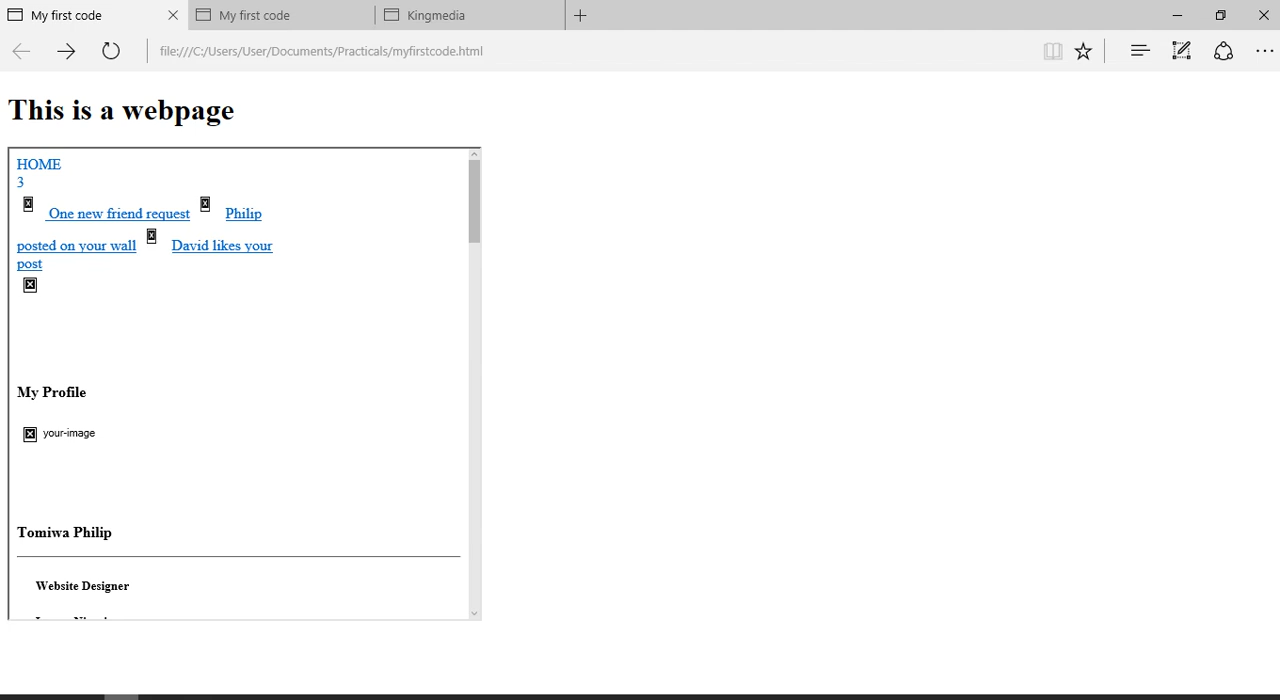 My first code
My first code
Kingmedia
file:///C:/Users/User/Documents/Practicals/myfirstcode.html
This is a webpage
HOME
3
One new friend request Philip
posted on your wall David likes your
post
My Profile
your-image
Tomiwa Philip
Website Designer